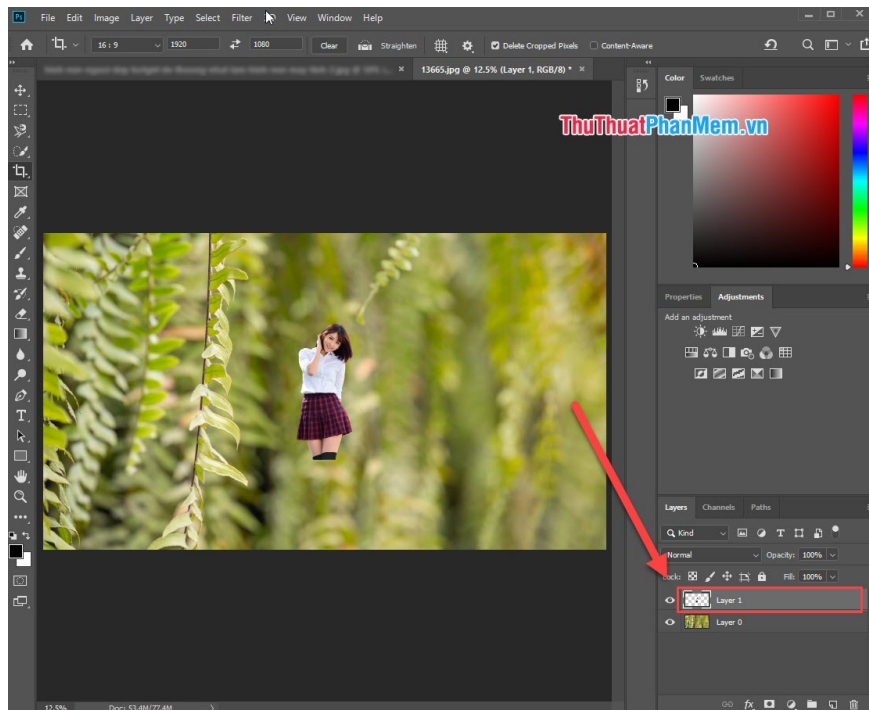 Ps File Edit Image Layer Type Select Filter View Window Help
16 : 9 1920 1080 Clear Straighten Delete Cropped Pixels Content-Aware
13665.jpg @ 12.5% (Layer 1, RGB/8) * ×
Color Swatches
ThuThuatPhanMem.vn
Properties Adjustments
Add an adjustment
Layers Channels Paths
Kind
Normal Opacity: 100%
Lock: Fill: 100%
Layer 1
Layer 0
12.5% Doc: 53.4M/77.4M
fx